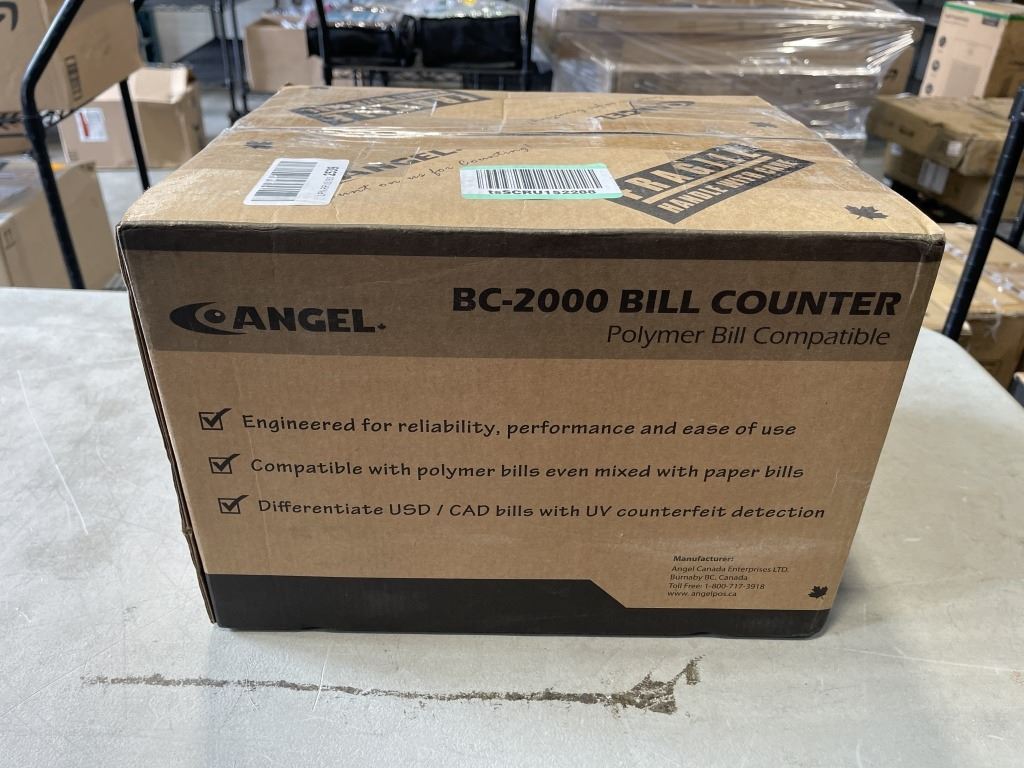 ANGEL
tsSCRU152208
FRAGILE
HANDLE WITH CARE
ANGEL
BC-2000 BILL COUNTER
Polymer Bill Compatible
Engineered for reliability, performance and ease of use
Compatible with polymer bills even mixed with paper bills
Differentiate USD / CAD bills with UV counterfeit detection
Manufacturer:
Angel Canada Enterprises LTD.
Burnaby BC, Canada
Toll Free: 1-800-717-3918
www.angelpos.ca